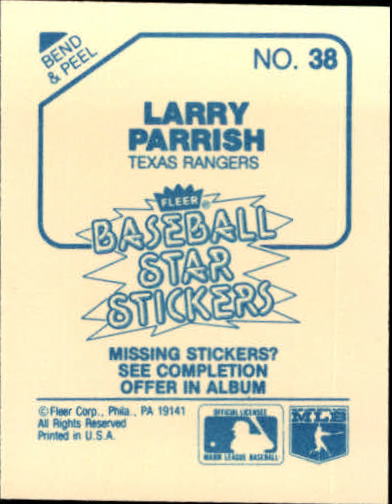 BEND
& PEEL
NO. 38
LARRY
PARRISH
TEXAS RANGERS
FLEER®
BASEBALL
STAR
STICKERS
MISSING STICKERS?
SEE COMPLETION
OFFER IN ALBUM
© Fleer Corp., Phila., PA 19141
All Rights Reserved
Printed in U.S.A.
OFFICIAL LICENSEE
MAJOR LEAGUE BASEBALL
MLB